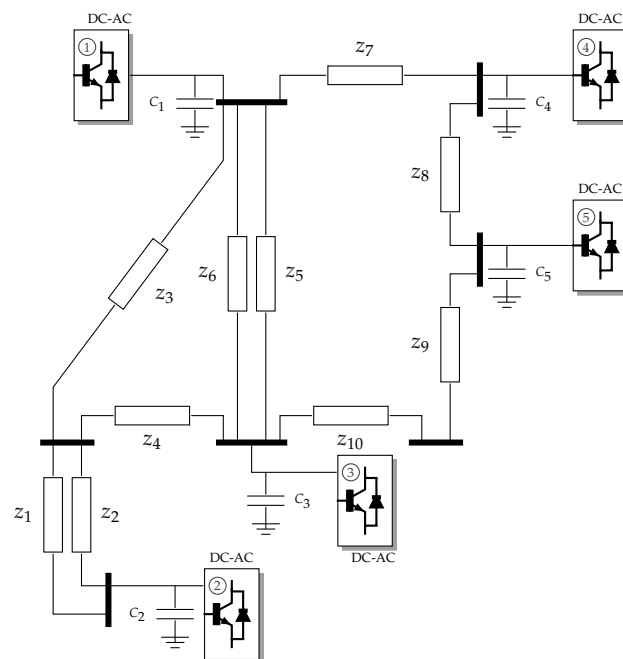 DC-AC
①
C₁
z₇
DC-AC
④
C₄
z₈
DC-AC
⑤
C₅
z₃
z₆
z₅
z₉
z₄
z₁₀
③
C₃
DC-AC
z₁
z₂
DC-AC
②
C₂